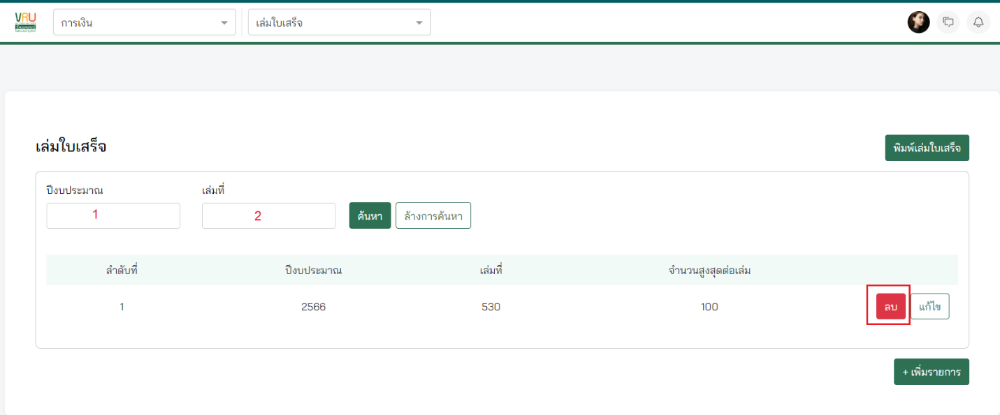 VRU
การเงิน
เล่มใบเสร็จ
เล่มใบเสร็จ
พิมพ์เล่มใบเสร็จ
ปีงบประมาณ เล่มที่
1 2 ค้นหา ล้างการค้นหา
ลำดับที่ ปีงบประมาณ เล่มที่ จำนวนสูงสุดต่อเล่ม
1 2566 530 100 ลบ แก้ไข
+ เพิ่มรายการ